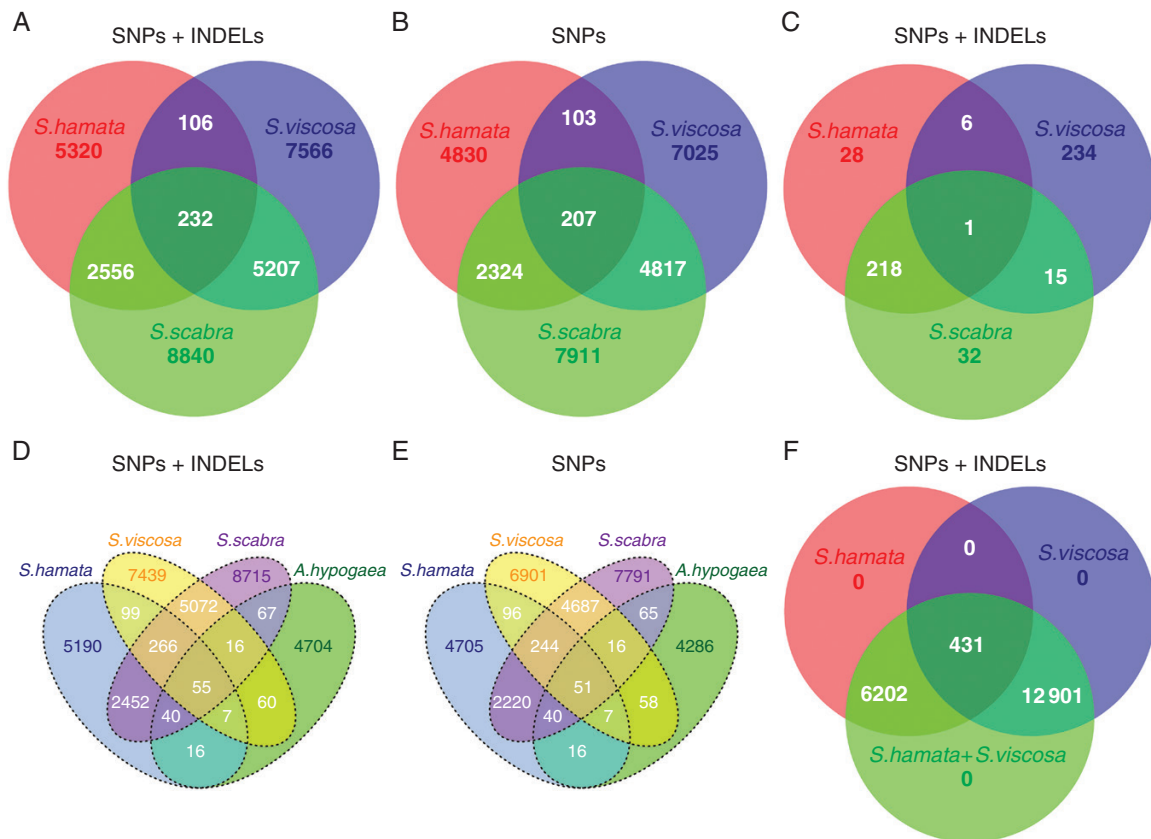 A
SNPs + INDELs
S.hamata
5320
106
S.viscosa
7566
232
2556
5207
S.scabra
8840
B
SNPs
S.hamata
4830
103
S.viscosa
7025
207
2324
4817
S.scabra
7911
C
SNPs + INDELs
S.hamata
28
6
S.viscosa
234
1
218
15
S.scabra
32
D
SNPs + INDELs
S.viscosa
S.scabra
S.hamata
A.hypogaea
7439
8715
99
5072
67
5190
266
16
4704
2452
55
60
40
7
16
E
SNPs
S.viscosa
S.scabra
S.hamata
A.hypogaea
6901
7791
96
4687
65
4705
244
16
4286
2220
51
58
40
7
16
F
SNPs + INDELs
S.hamata
0
0
S.viscosa
0
431
6202
12 901
S.hamata+S.viscosa
0